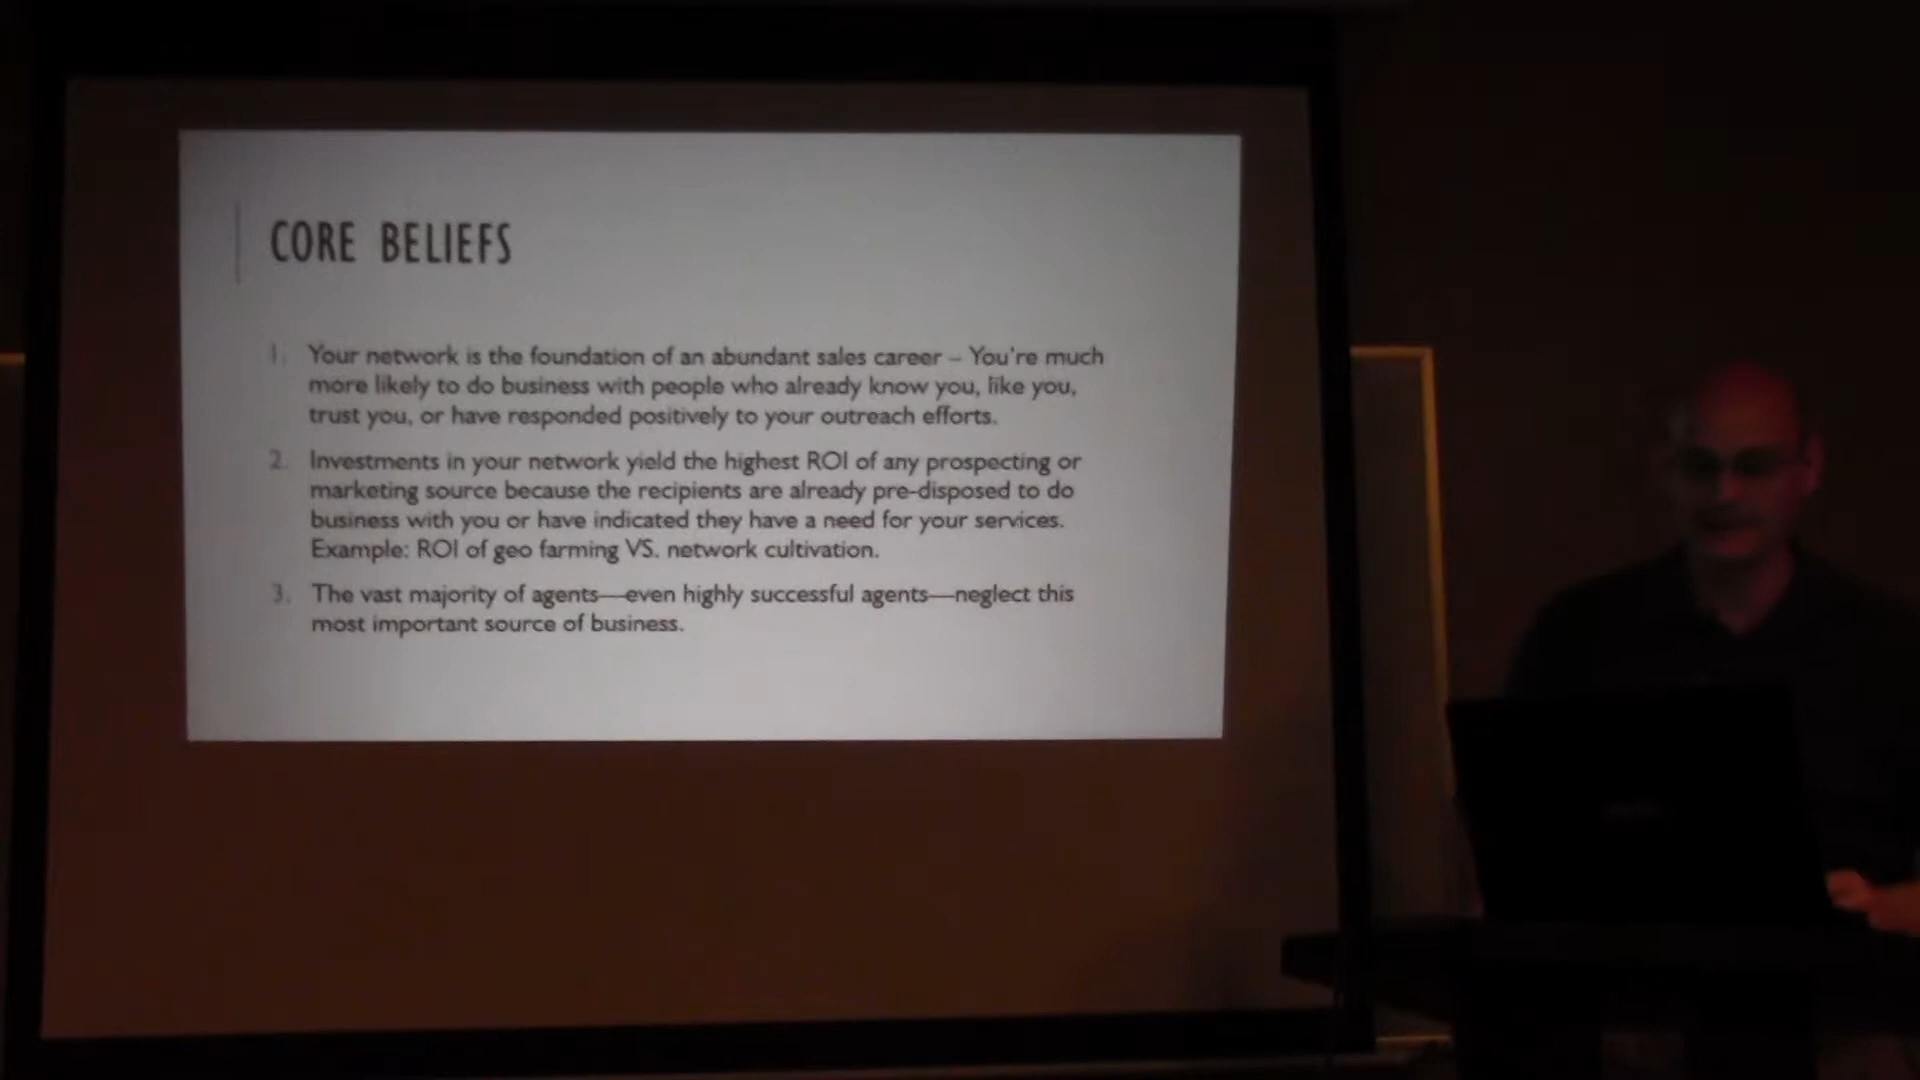 CORE BELIEFS
1. Your network is the foundation of an abundant sales career – You're much
more likely to do business with people who already know you, like you,
trust you, or have responded positively to your outreach efforts.
2. Investments in your network yield the highest ROI of any prospecting or
marketing source because the recipients are already pre-disposed to do
business with you or have indicated they have a need for your services.
Example: ROI of geo farming VS. network cultivation.
3. The vast majority of agents—even highly successful agents—neglect this
most important source of business.